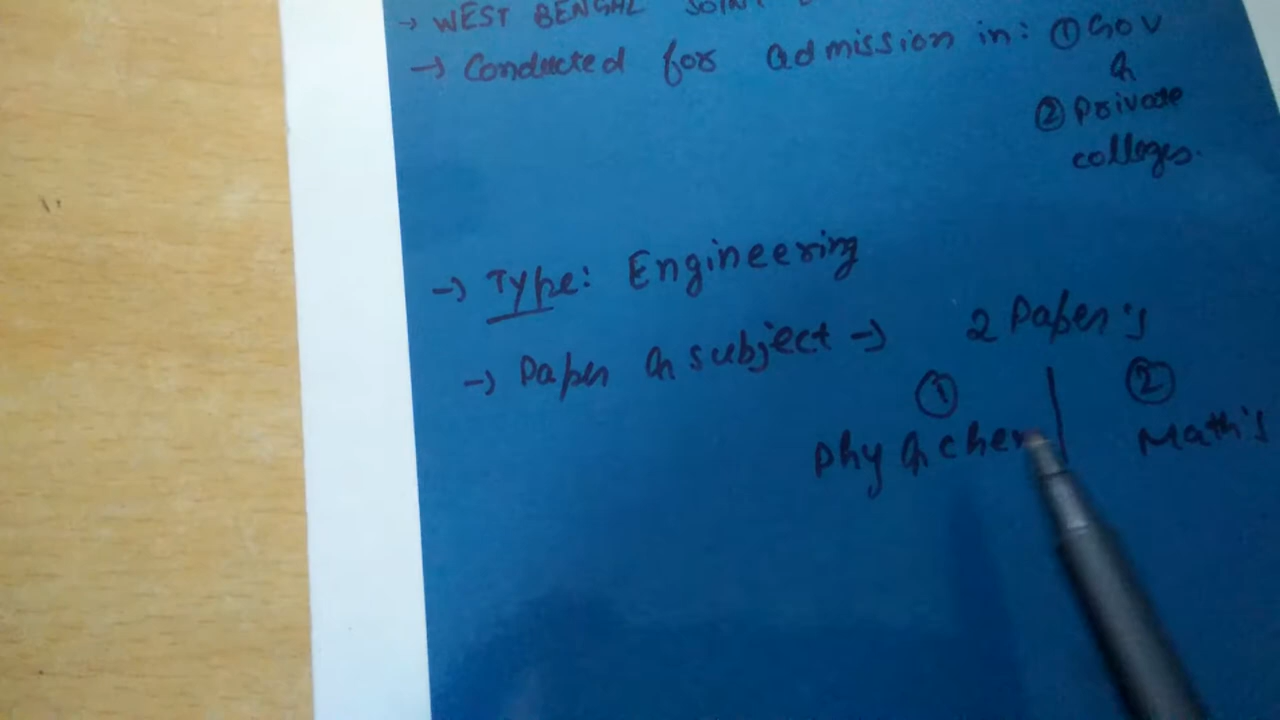 → WEST BENGAL JOINT
→ Conducted for admission in: ① Gov
&
② Private
colleges.
→ Type: Engineering
→ Paper & subject → 2 Paper's
① | ②
Phy & chem | Math's